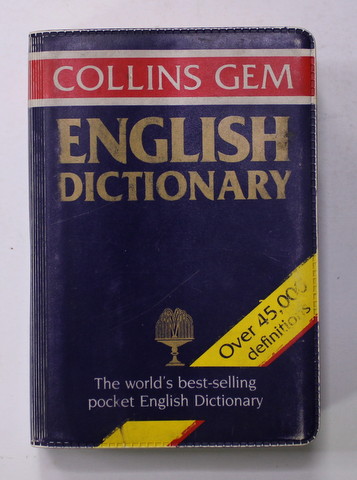 COLLINS GEM
ENGLISH
DICTIONARY
Over 45,000
definitions
The world's best-selling
pocket English Dictionary